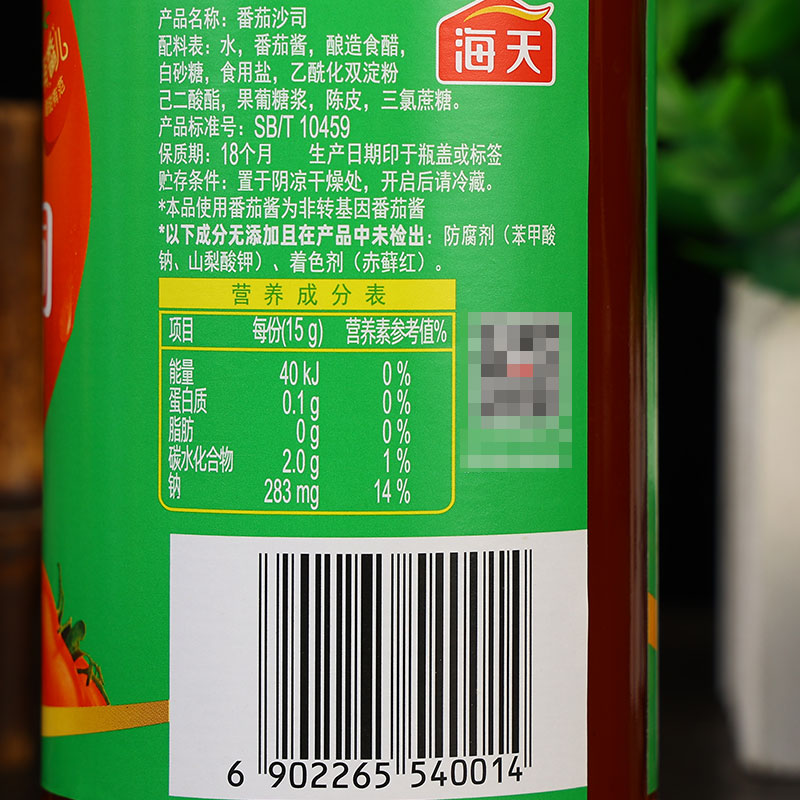 产品名称：番茄沙司
海天
配料表：水，番茄酱，酿造食醋，
白砂糖，食用盐，乙酰化双淀粉
己二酸酯，果葡糖浆，陈皮，三氯蔗糖。
产品标准号：SB/T 10459
保质期：18个月 生产日期印于瓶盖或标签
贮存条件：置于阴凉干燥处，开启后请冷藏。
*本品使用番茄酱为非转基因番茄酱
*以下成分无添加且在产品中未检出：防腐剂（苯甲酸
钠、山梨酸钾）、着色剂（赤藓红）。
营养成分表
项目 每份(15 g) 营养素参考值%
能量 40 kJ 0 %
蛋白质 0.1 g 0 %
脂肪 0 g 0 %
碳水化合物 2.0 g 1 %
钠 283 mg 14 %
6 902265 540014